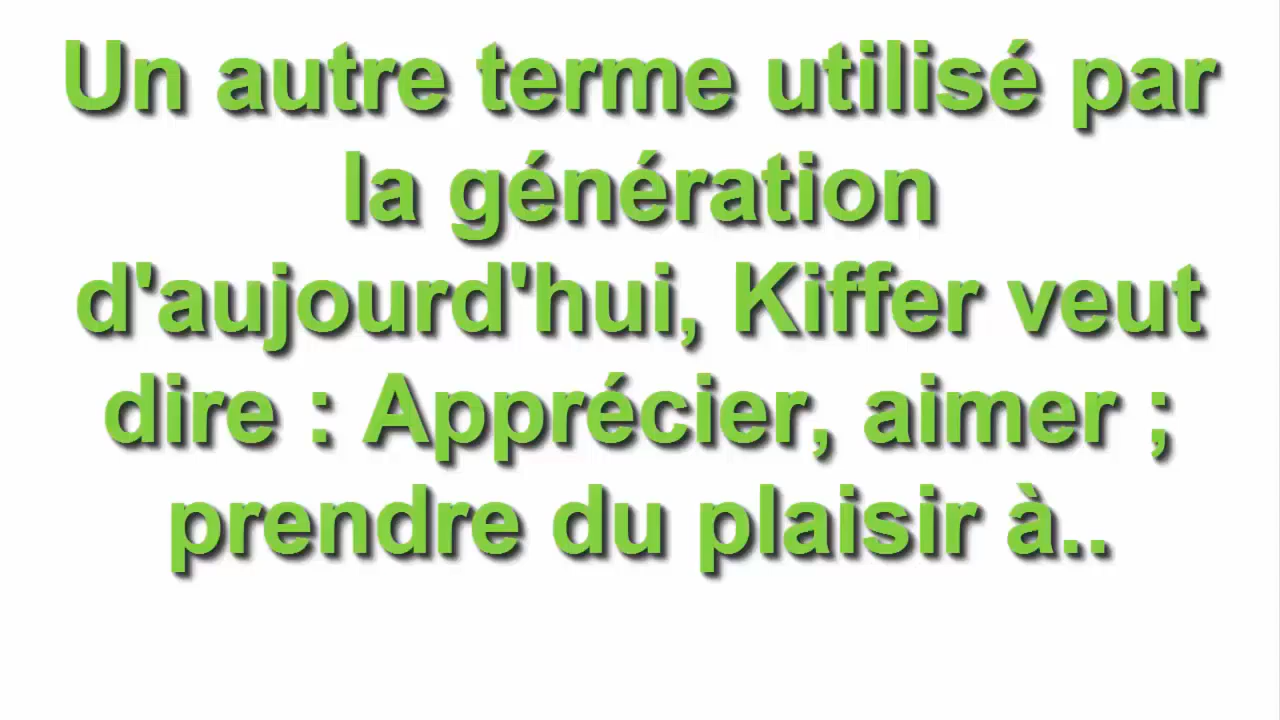 Un autre terme utilisé par
la génération
d'aujourd'hui, Kiffer veut
dire : Apprécier, aimer ;
prendre du plaisir à..